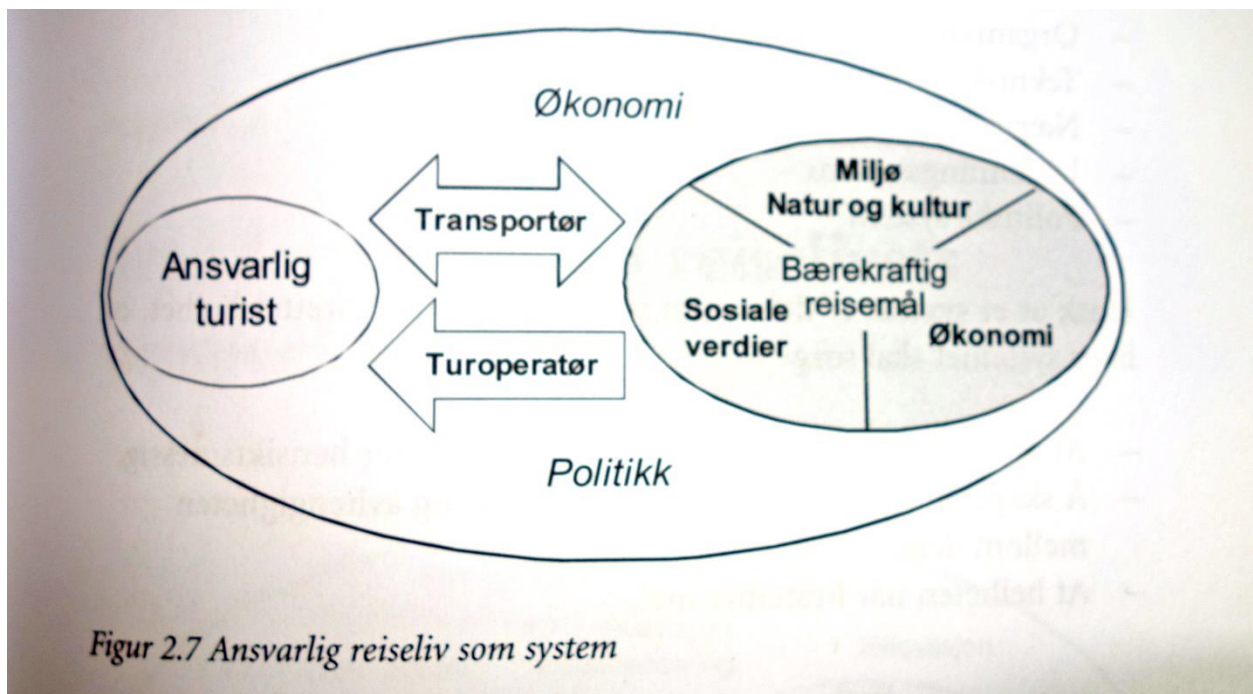 Økonomi
Miljø
Natur og kultur
Transportør
Ansvarlig
turist
Bærekraftig
reisemål
Sosiale
verdier
Økonomi
Turoperatør
Politikk
Figur 2.7 Ansvarlig reiseliv som system